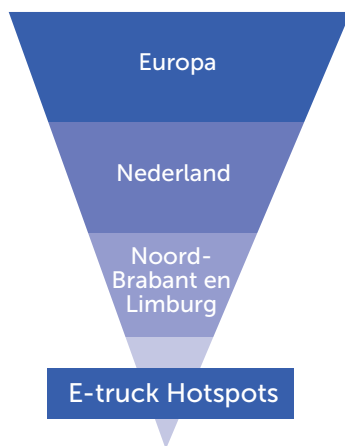 Europa
Nederland
Noord-
Brabant en
Limburg
E-truck Hotspots